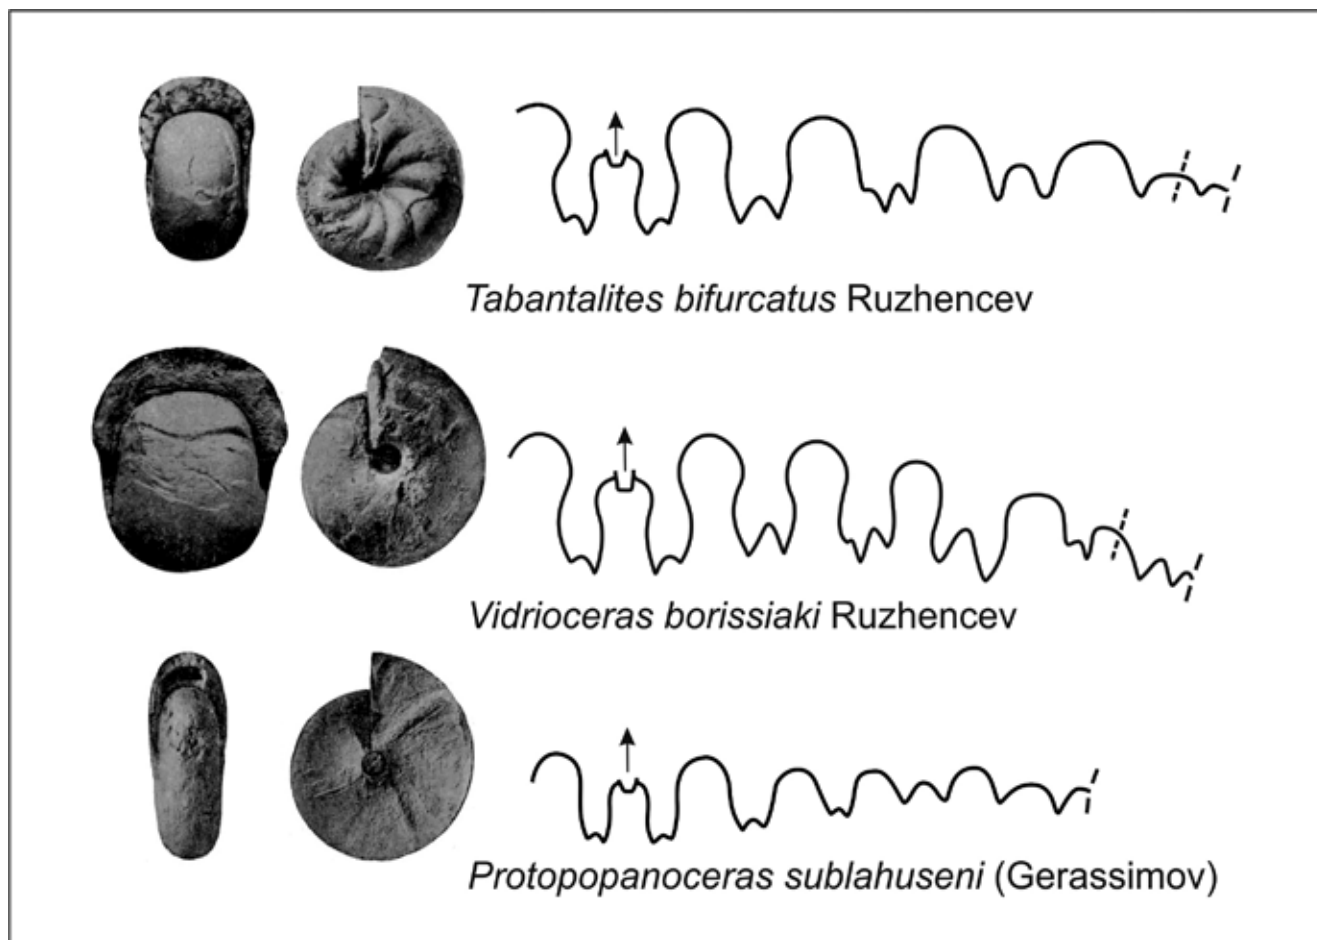 Tabantalites bifurcatus Ruzhencev
Vidrioceras borissiaki Ruzhencev
Protopopanoceras sublahuseni (Gerassimov)